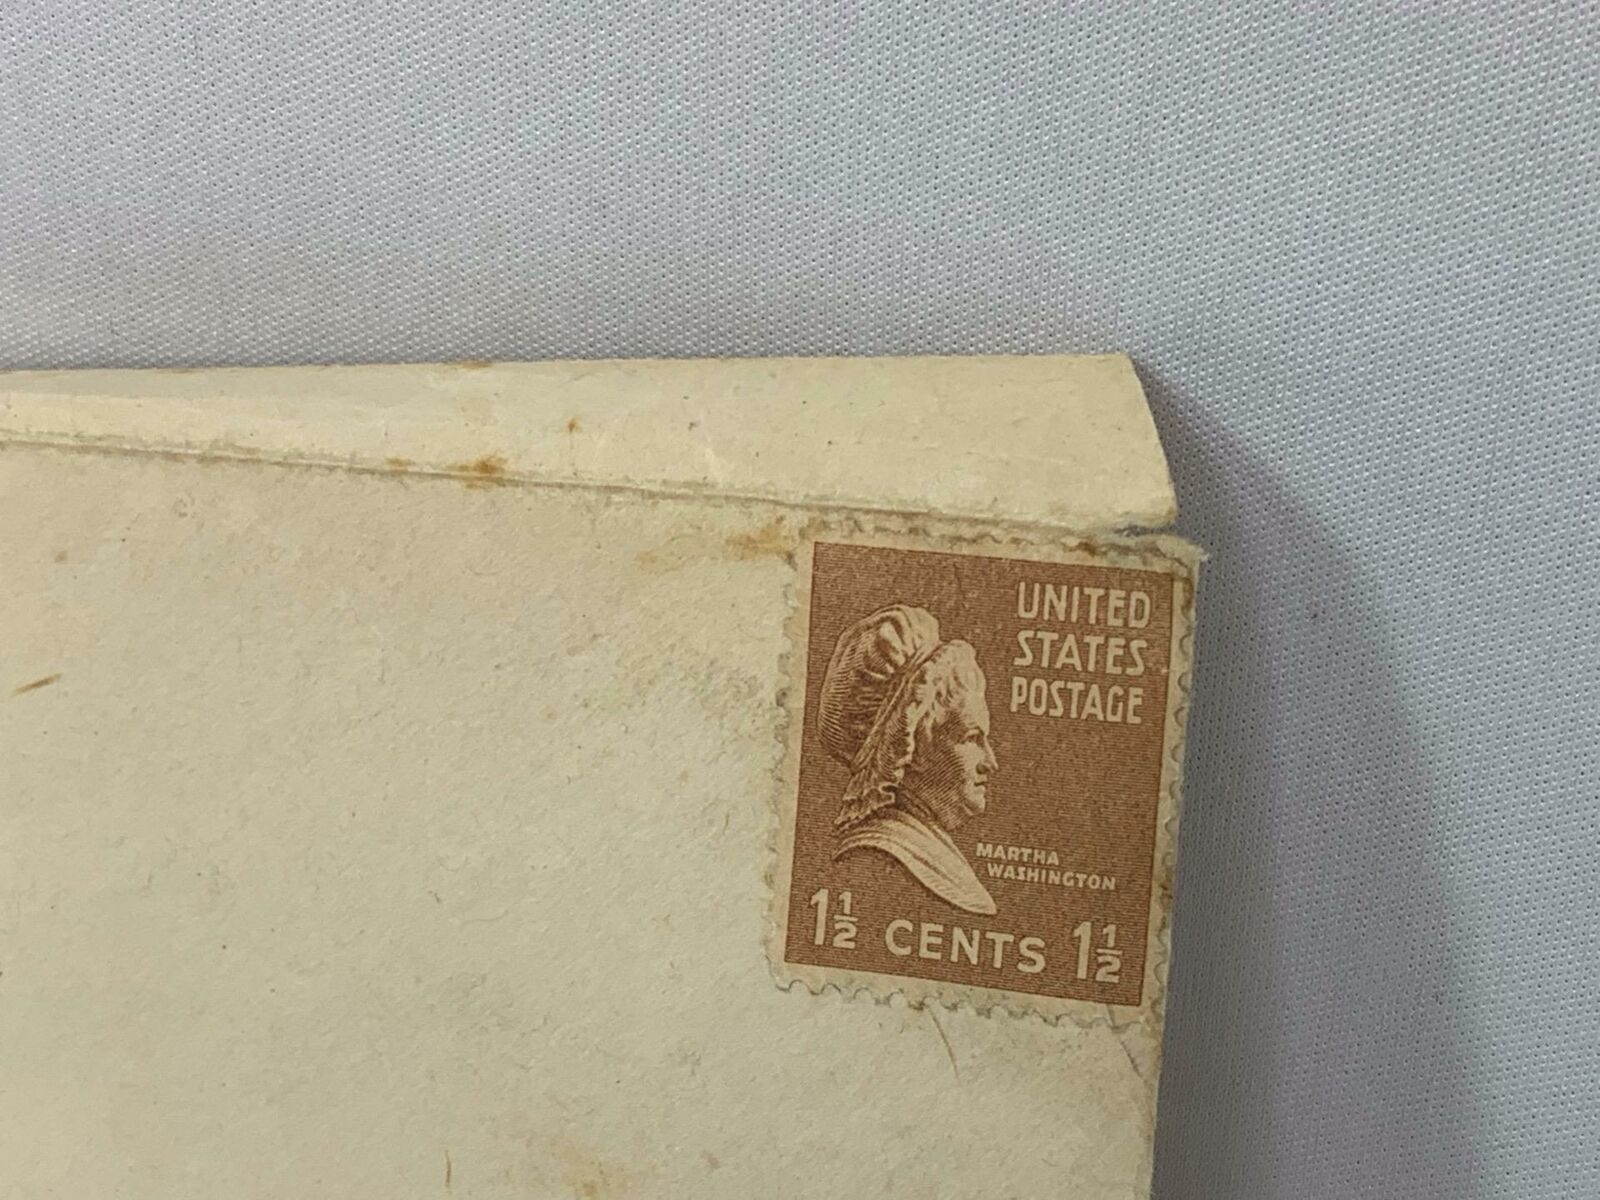 UNITED
STATES
POSTAGE
MARTHA
WASHINGTON
1½ CENTS 1½